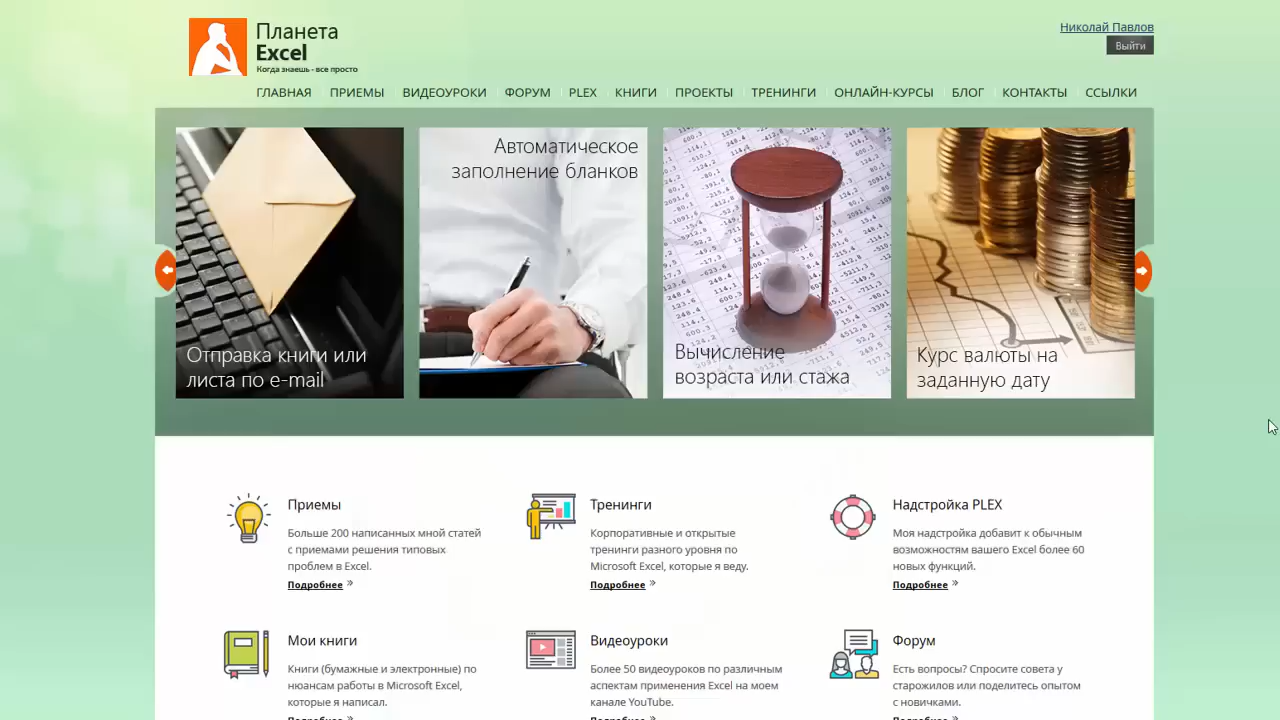 Планета
Excel
Когда знаешь - все просто
Николай Павлов
Выйти
ГЛАВНАЯ ПРИЕМЫ ВИДЕОУРОКИ ФОРУМ PLEX КНИГИ ПРОЕКТЫ ТРЕНИНГИ ОНЛАЙН-КУРСЫ БЛОГ КОНТАКТЫ ССЫЛКИ
Отправка книги или
листа по e-mail
Автоматическое
заполнение бланков
Вычисление
возраста или стажа
Курс валюты на
заданную дату
Приемы
Больше 200 написанных мной статей
с приемами решения типовых
проблем в Excel.
Подробнее »
Тренинги
Корпоративные и открытые
тренинги разного уровня по
Microsoft Excel, которые я веду.
Подробнее »
Надстройка PLEX
Моя надстройка добавит к обычным
возможностям вашего Excel более 60
новых функций.
Подробнее »
Мои книги
Книги (бумажные и электронные) по
нюансам работы в Microsoft Excel,
которые я написал.
Подробнее »
Видеоуроки
Более 50 видеоуроков по различным
аспектам применения Excel на моем
канале YouTube.
Подробнее »
Форум
Есть вопросы? Спросите совета у
старожилов или поделитесь опытом
с новичками.
Подробнее »